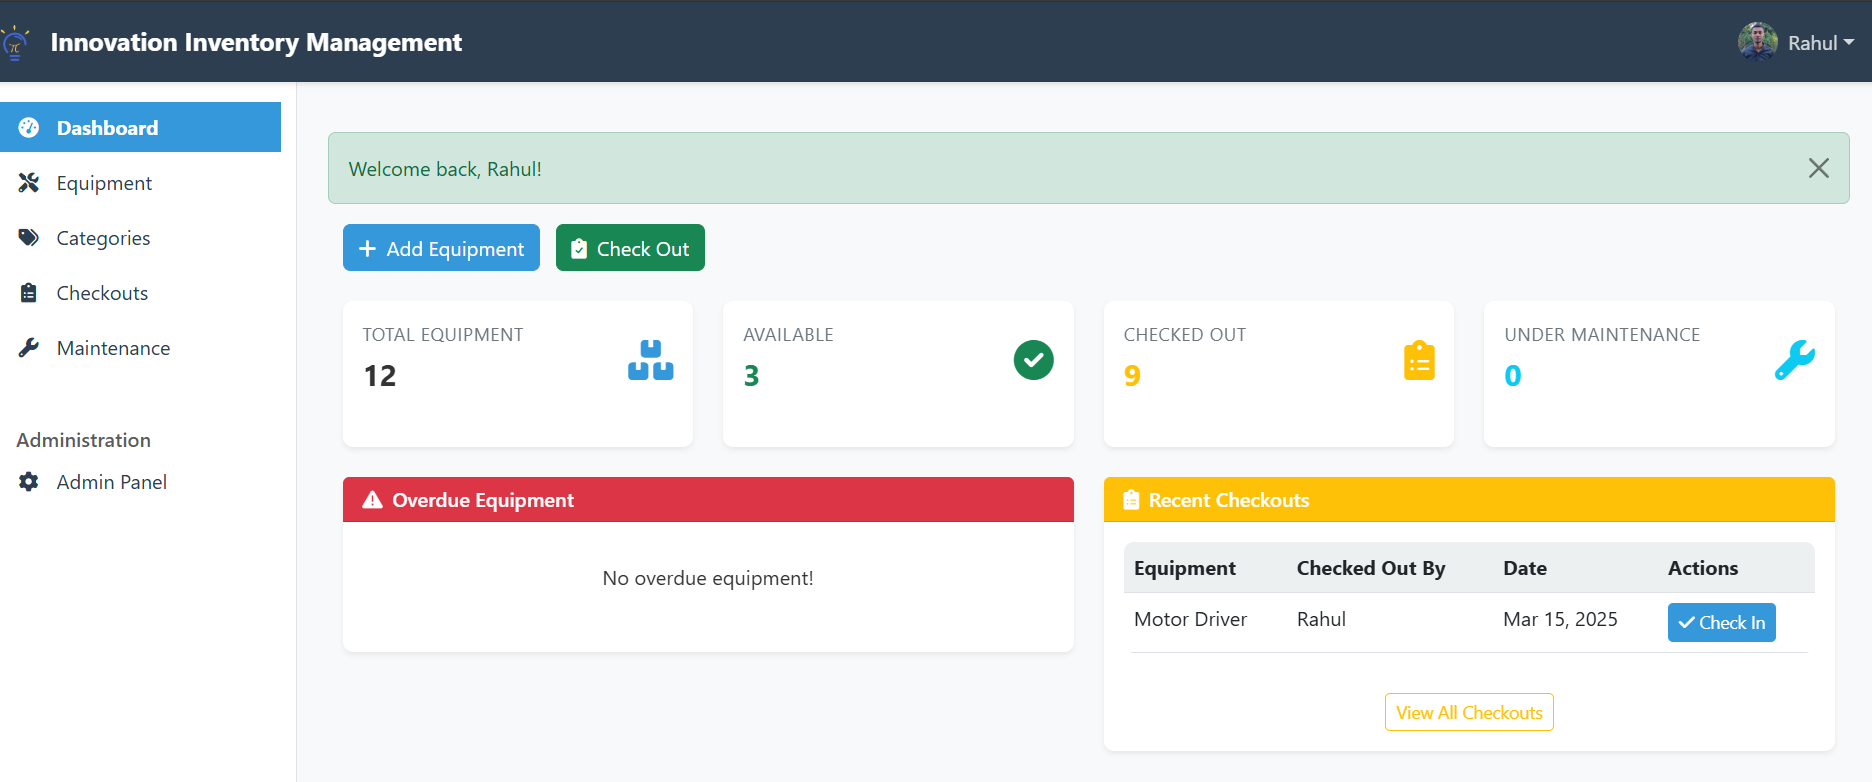 Innovation Inventory Management
Rahul
Dashboard
Equipment
Categories
Checkouts
Maintenance
Administration
Admin Panel
Welcome back, Rahul!
Add Equipment
Check Out
TOTAL EQUIPMENT
12
AVAILABLE
3
CHECKED OUT
9
UNDER MAINTENANCE
0
Overdue Equipment
No overdue equipment!
Recent Checkouts
Equipment Checked Out By Date Actions
Motor Driver Rahul Mar 15, 2025 Check In
View All Checkouts